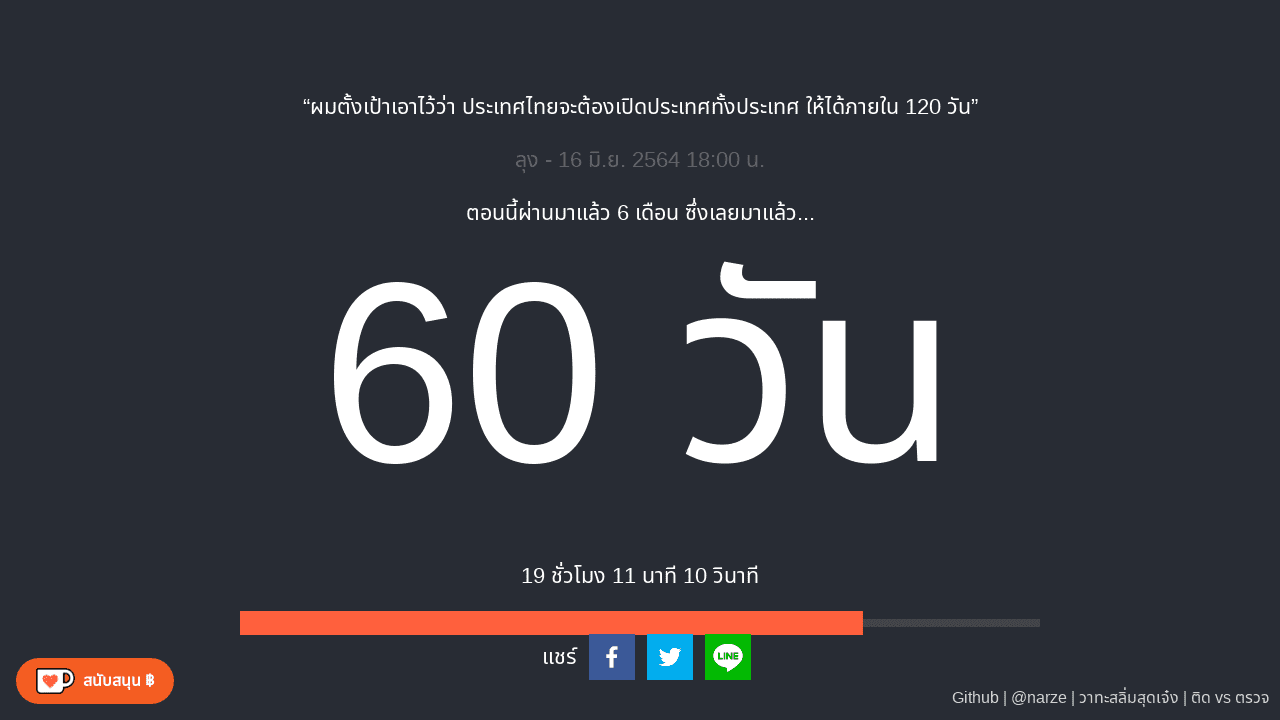 “ผมตั้งเป้าเอาไว้ว่า ประเทศไทยจะต้องเปิดประเทศทั้งประเทศ ให้ได้ภายใน 120 วัน”
ลุง - 16 มิ.ย. 2564 18:00 น.
ตอนนี้ผ่านมาแล้ว 6 เดือน ซึ่งเลยมาแล้ว...
60 วัน
19 ชั่วโมง 11 นาที 10 วินาที
แชร์
LINE
สนับสนุน ฿
Github | @narze | วาทะสลิ่มสุดเจ๋ง | ติด vs ตรวจ